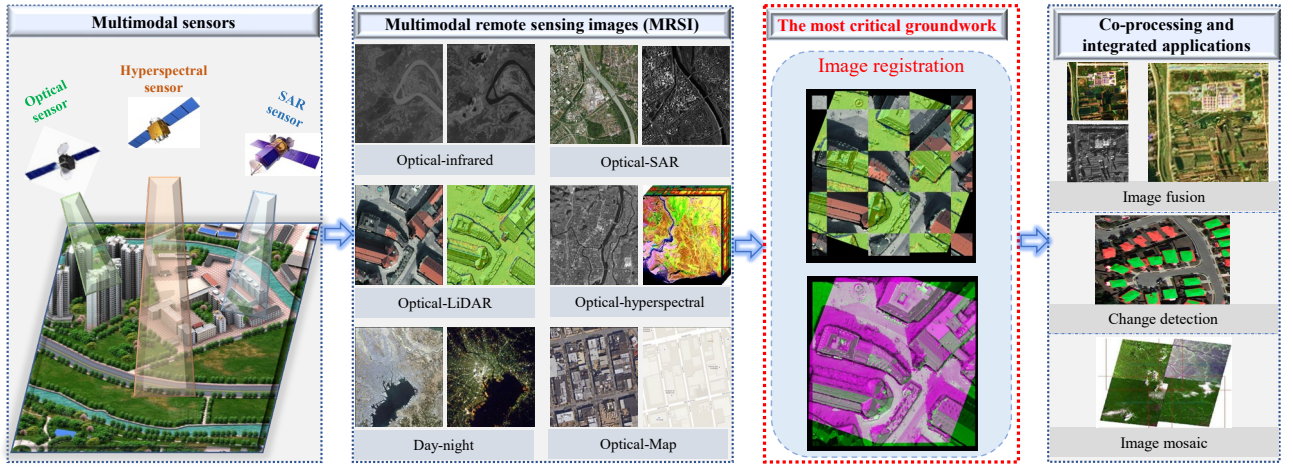 Multimodal sensors
Optical
sensor
Hyperspectral
sensor
SAR
sensor
Multimodal remote sensing images (MRSI)
Optical-infrared
Optical-SAR
Optical-LiDAR
Optical-hyperspectral
Day-night
Optical-Map
The most critical groundwork
Image registration
Co-processing and
integrated applications
Image fusion
Change detection
Image mosaic